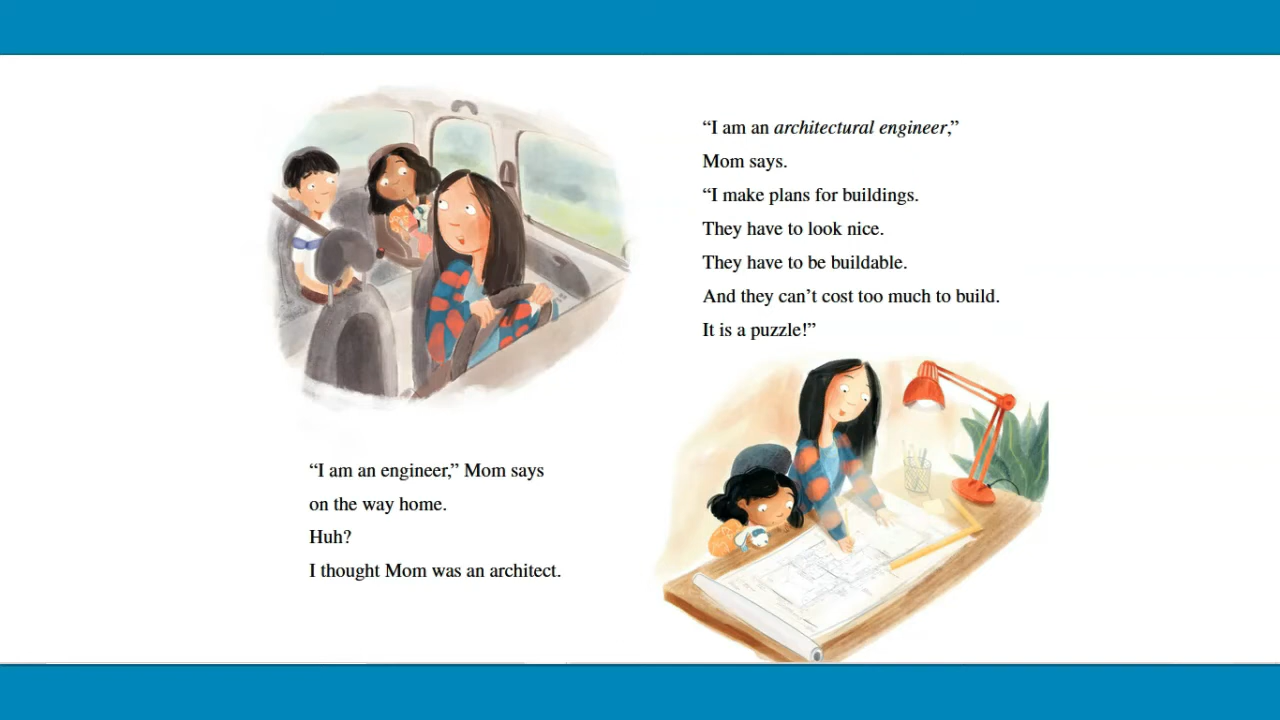 “I am an engineer,” Mom says
on the way home.
Huh?
I thought Mom was an architect.
“I am an architectural engineer,”
Mom says.
“I make plans for buildings.
They have to look nice.
They have to be buildable.
And they can’t cost too much to build.
It is a puzzle!”